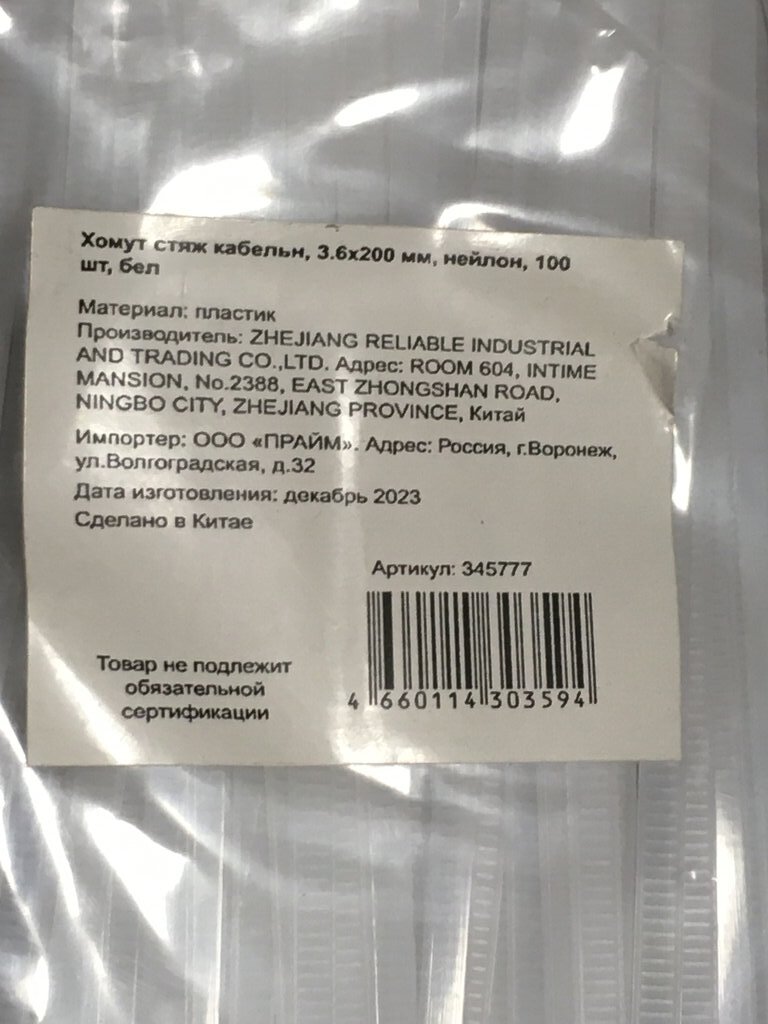 Хомут стяж кабельн, 3.6х200 мм, нейлон, 100
шт, бел
Материал: пластик
Производитель: ZHEJIANG RELIABLE INDUSTRIAL
AND TRADING CO.,LTD. Адрес: ROOM 604, INTIME
MANSION, No.2388, EAST ZHONGSHAN ROAD,
NINGBO CITY, ZHEJIANG PROVINCE, Китай
Импортер: ООО «ПРАЙМ». Адрес: Россия, г.Воронеж,
ул.Волгоградская, д.32
Дата изготовления: декабрь 2023
Сделано в Китае
Артикул: 345777
Товар не подлежит
обязательной
сертификации
4 660114 303594